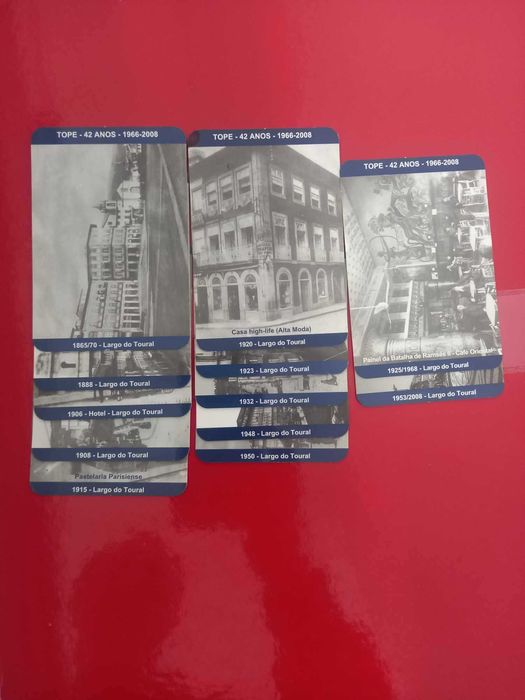 TOPE - 42 ANOS - 1966-2008
1865/70 - Largo do Toural
1888 - Largo do Toural
1906 - Hotel - Largo do Toural
1908 - Largo do Toural
Pastelaria Parisiense
1915 - Largo do Toural
TOPE - 42 ANOS - 1966-2008
Casa high-life (Alta Moda)
1920 - Largo do Toural
1923 - Largo do Toural
1932 - Largo do Toural
1948 - Largo do Toural
1950 - Largo do Toural
TOPE - 42 ANOS - 1966-2008
Painel da Batalha de Ramsés II - Café Oriental
1925/1968 - Largo do Toural
1953/2008 - Largo do Toural